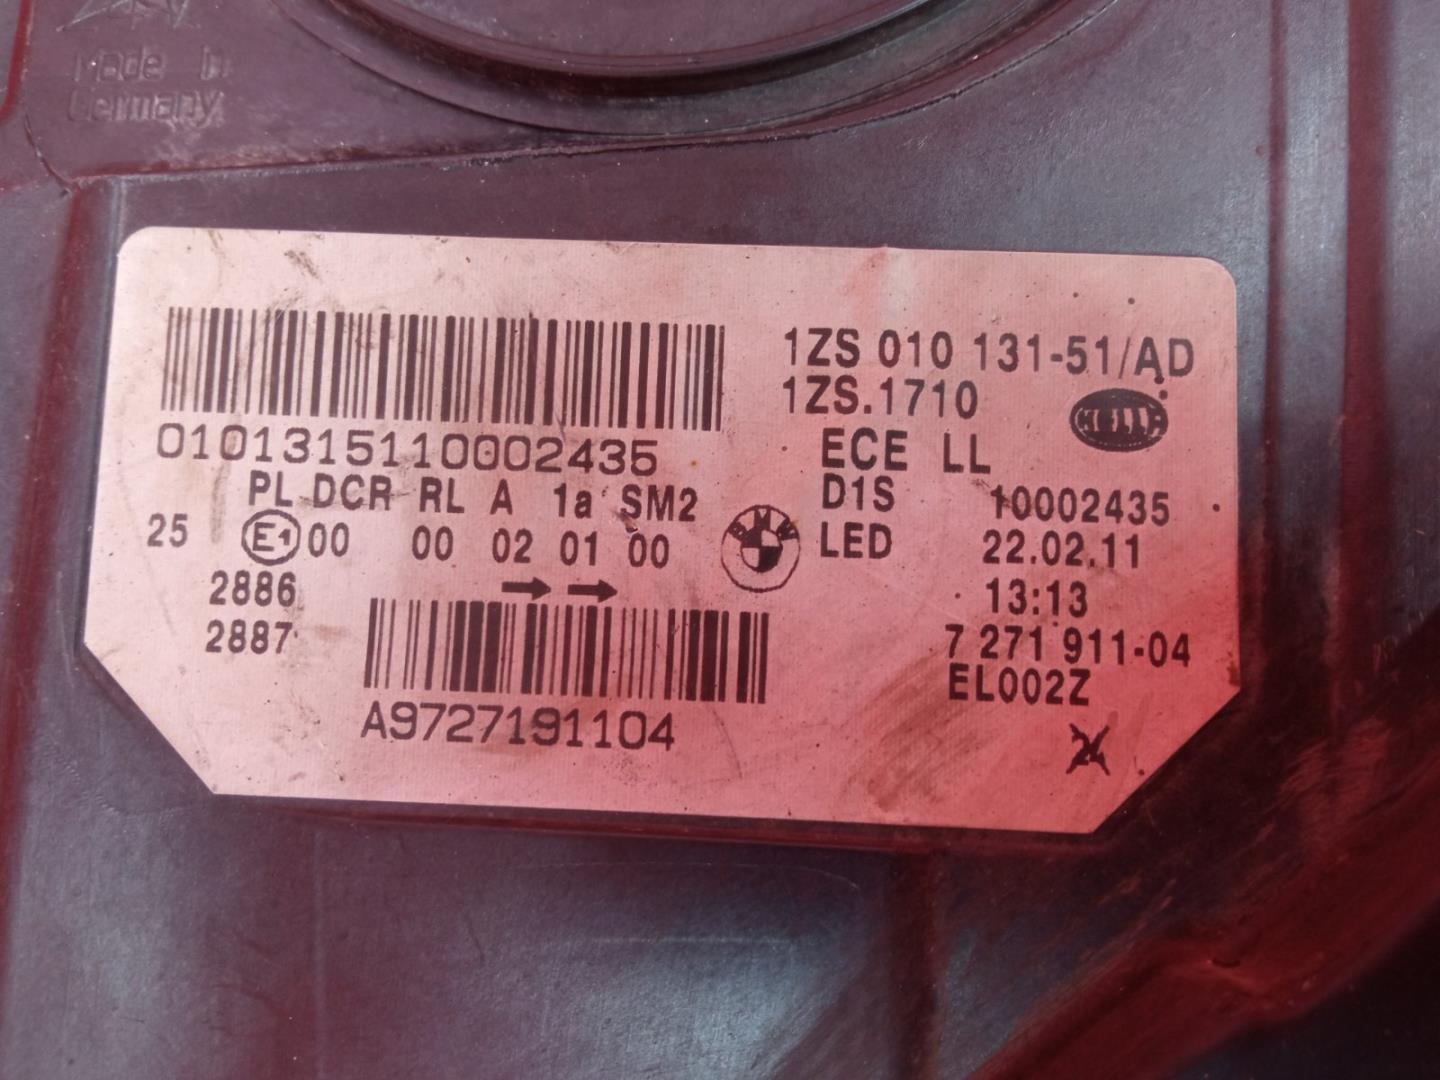 Made in
Germany
1ZS 010 131-51/AD
1ZS.1710
HELLA
0101315110002435
ECE LL
PL DCR RL A 1a SM2
D1S 10002435
25 E1 00 00 02 01 00
BMW
LED 22.02.11
2886
→ →
13:13
2887
7 271 911-04
EL002Z
A9727191104